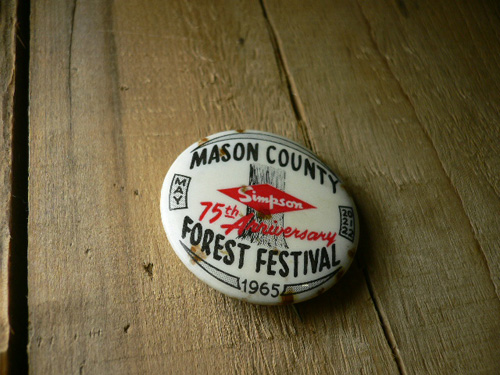 MASON COUNTY
MAY
Simpson
20
21
22
75th Anniversary
FOREST FESTIVAL
1965